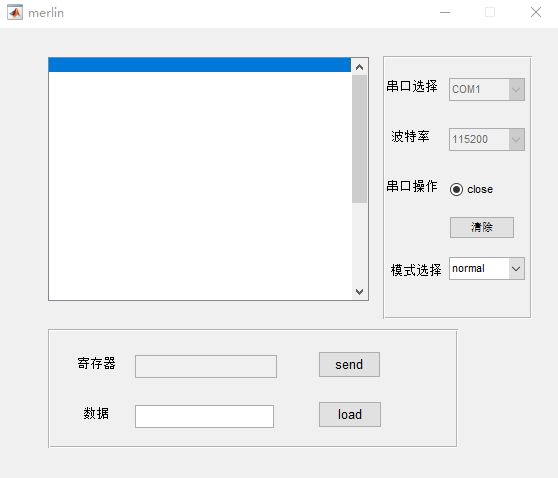 merlin
串口选择
COM1
波特率
115200
串口操作
close
清除
模式选择
normal
寄存器
send
数据
load